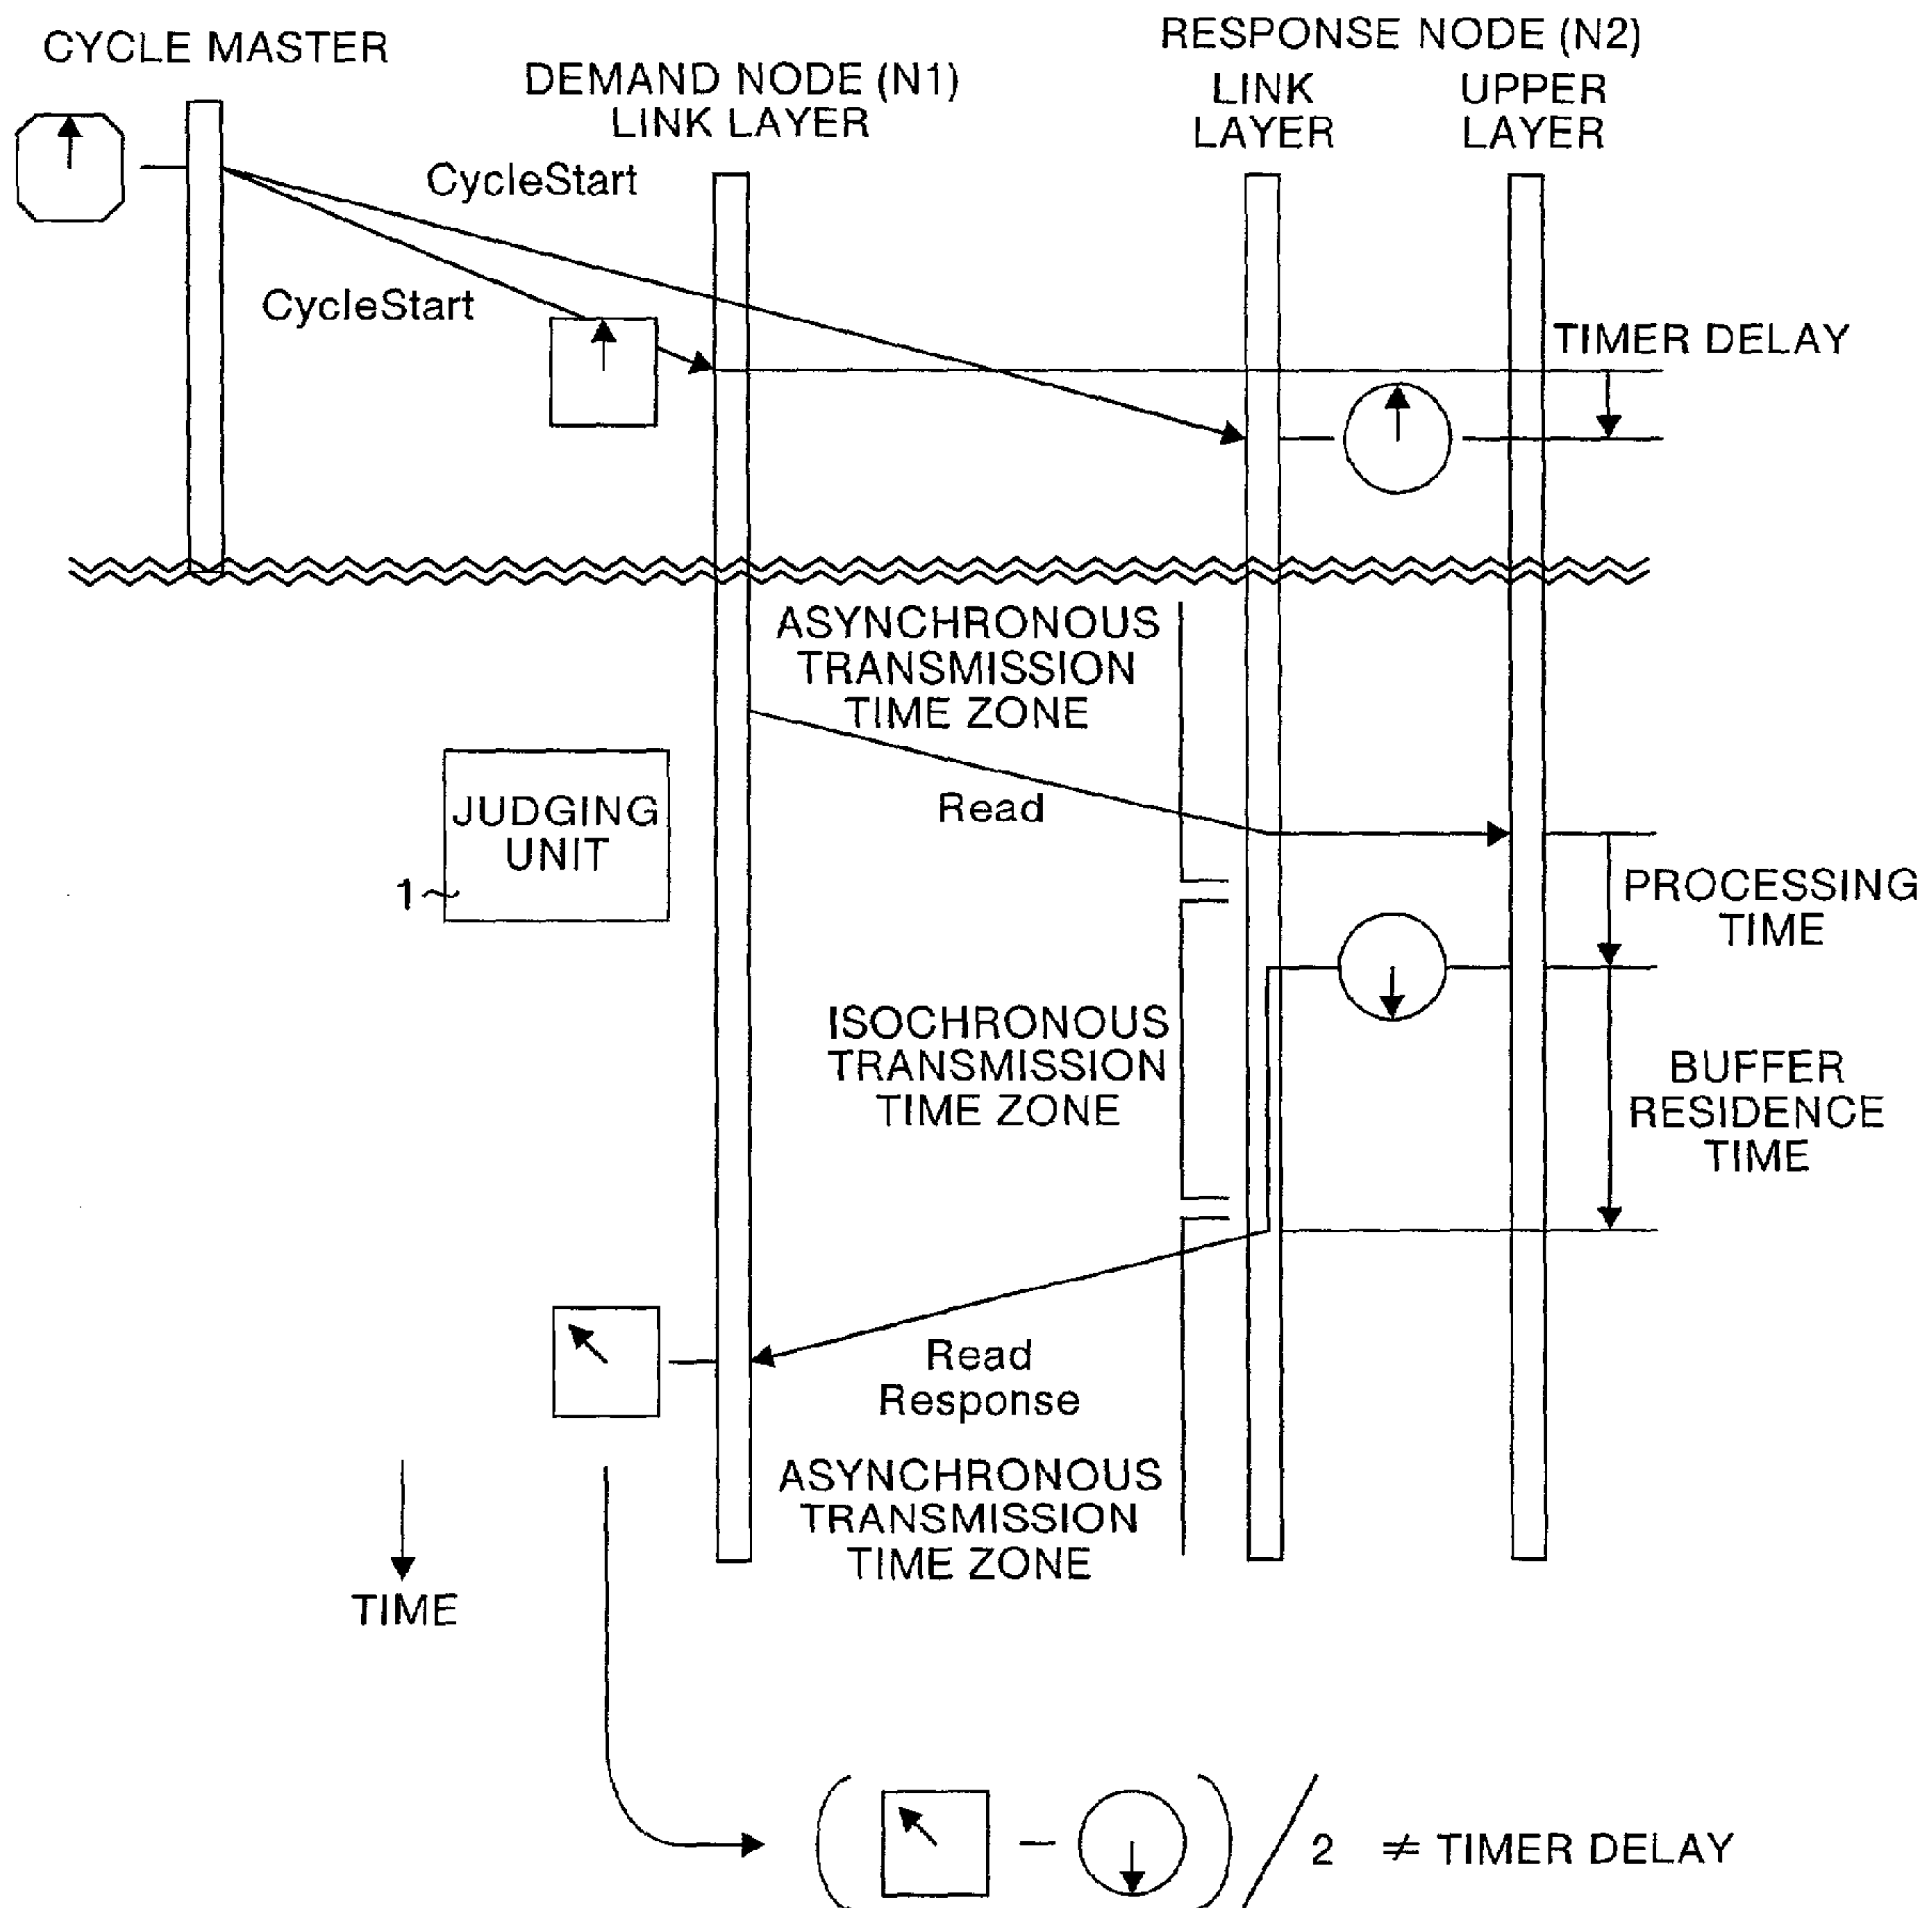 CYCLE MASTER
DEMAND NODE (N1)
LINK LAYER
RESPONSE NODE (N2)
LINK
LAYER
UPPER
LAYER
CycleStart
CycleStart
TIMER DELAY
ASYNCHRONOUS
TRANSMISSION
TIME ZONE
Read
JUDGING
UNIT
1~
PROCESSING
TIME
ISOCHRONOUS
TRANSMISSION
TIME ZONE
BUFFER
RESIDENCE
TIME
Read
Response
ASYNCHRONOUS
TRANSMISSION
TIME ZONE
TIME
( − ) / 2 ≠ TIMER DELAY